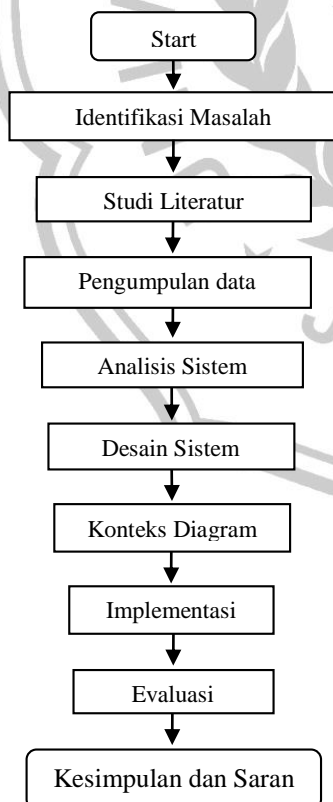 Start
Identifikasi Masalah
Studi Literatur
Pengumpulan data
Analisis Sistem
Desain Sistem
Konteks Diagram
Implementasi
Evaluasi
Kesimpulan dan Saran